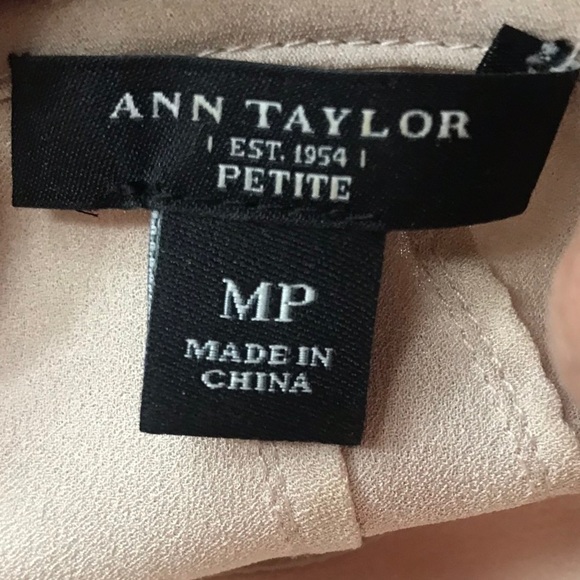 ANN TAYLOR
EST. 1954
PETITE
MP
MADE IN
CHINA